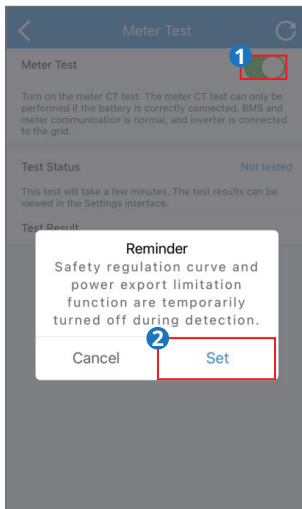 Meter Test
1
Meter Test
Turn on the meter CT test. The meter CT test can only be
performed if the battery is correctly connected, BMS and
meter communication is normal, and inverter is connected
to the grid.
Test Status Not tested
This test will take a few minutes. The test results can be
viewed in the Settings interface.
Test Result
Reminder
Safety regulation curve and
power export limitation
function are temporarily
turned off during detection.
2
Cancel Set